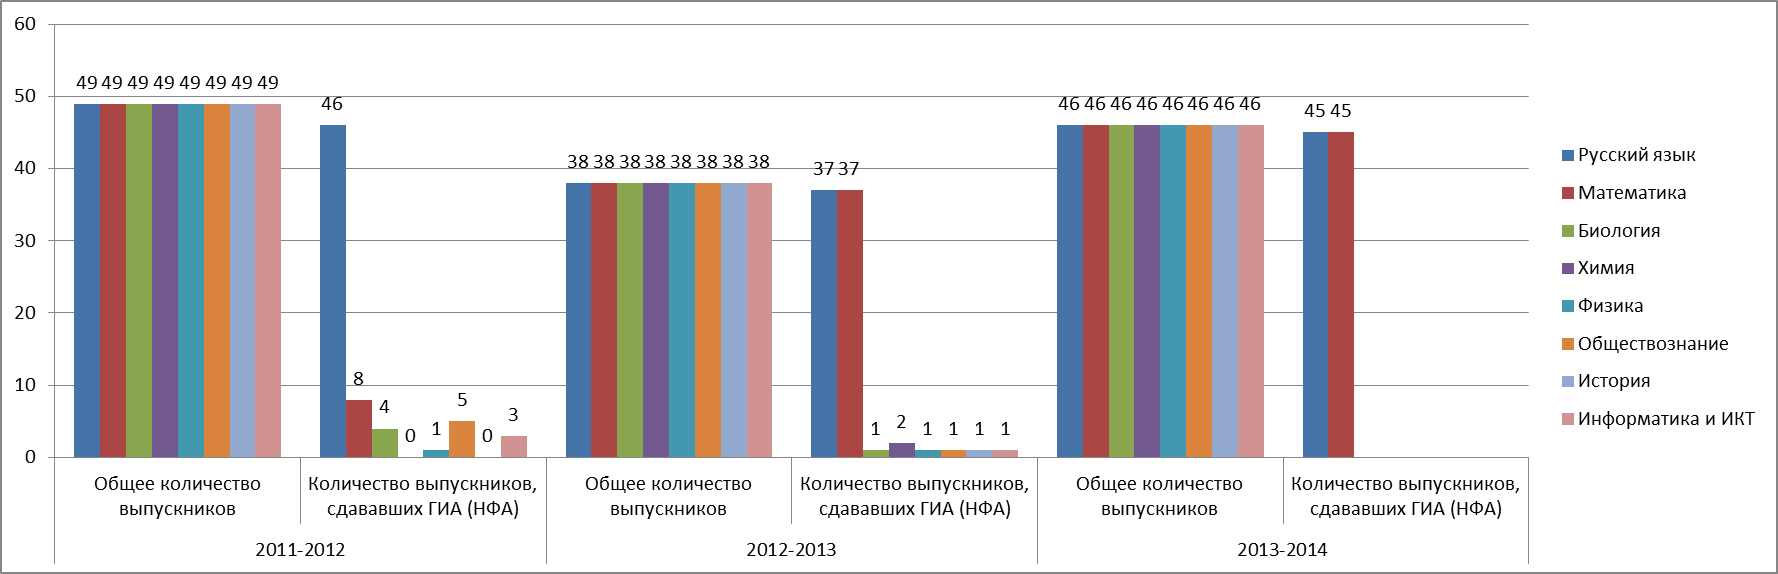 60
50
40
30
20
10
0
49 49 49 49 49 49 49 49
46
8
4
0
1
5
0
3
38 38 38 38 38 38 38 38
37 37
1
2
1
1
1
1
46 46 46 46 46 46 46 46
45 45
Общее количество
выпускников
Количество выпускников,
сдававших ГИА (НФА)
Общее количество
выпускников
Количество выпускников,
сдававших ГИА (НФА)
Общее количество
выпускников
Количество выпускников,
сдававших ГИА (НФА)
2011-2012
2012-2013
2013-2014
Русский язык
Математика
Биология
Химия
Физика
Обществознание
История
Информатика и ИКТ